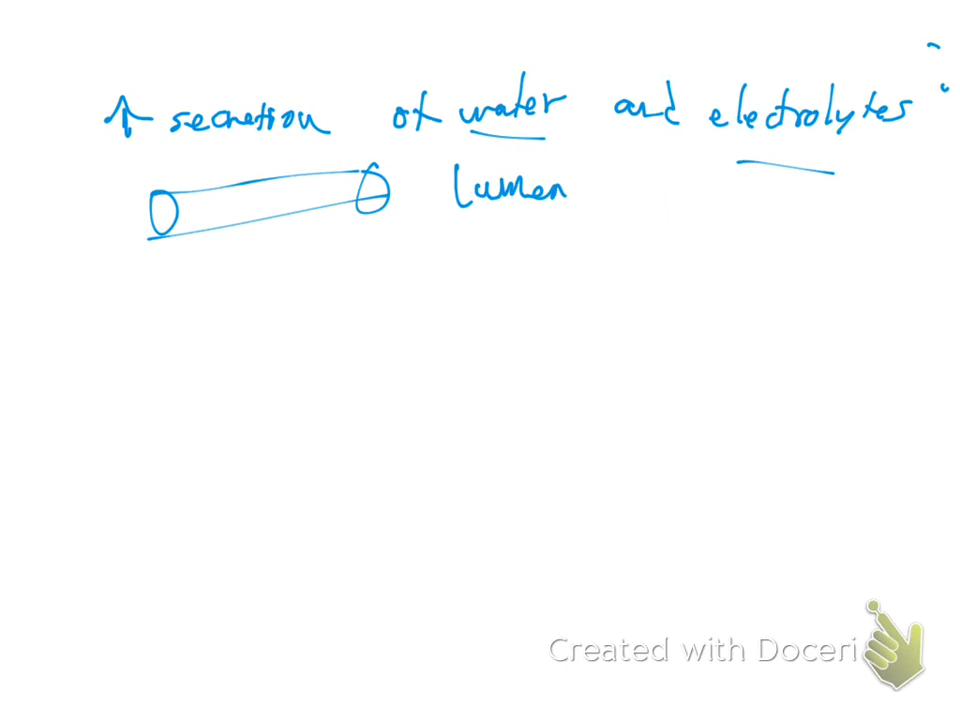 ↑ secretion of water and electrolytes
lumen
Created with Doceri